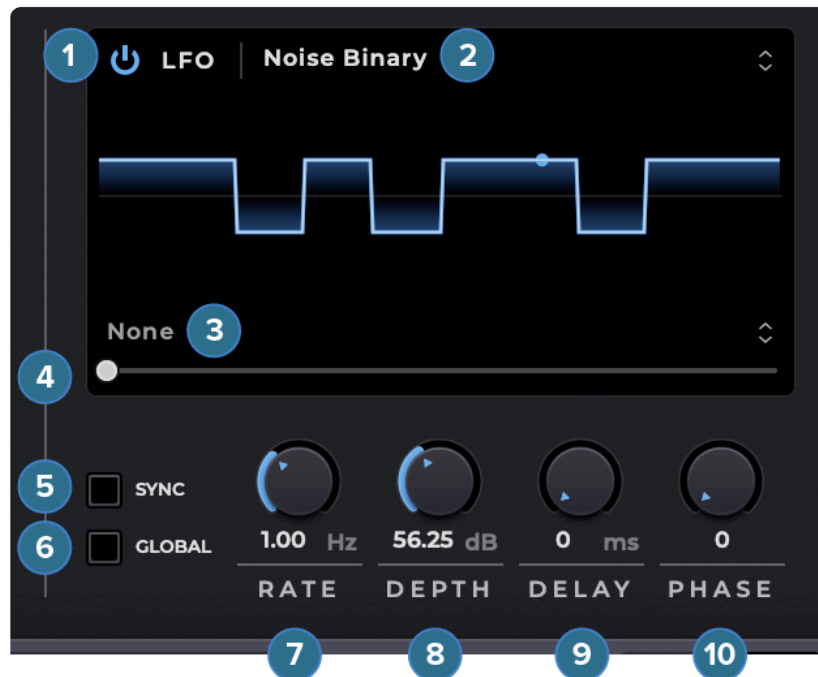 1 LFO Noise Binary 2
None 3
4
5 SYNC
6 GLOBAL
1.00 Hz 56.25 dB 0 ms 0
RATE DEPTH DELAY PHASE
7 8 9 10